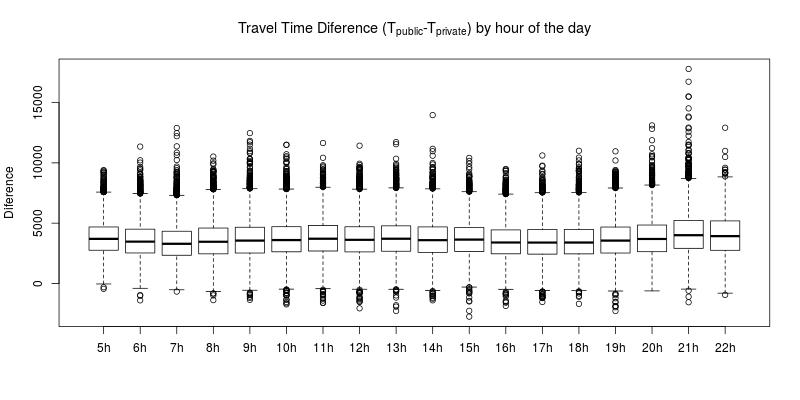 Travel Time Diference (Tpublic-Tprivate) by hour of the day
Diference
15000
10000
5000
0
5h 6h 7h 8h 9h 10h 11h 12h 13h 14h 15h 16h 17h 18h 19h 20h 21h 22h